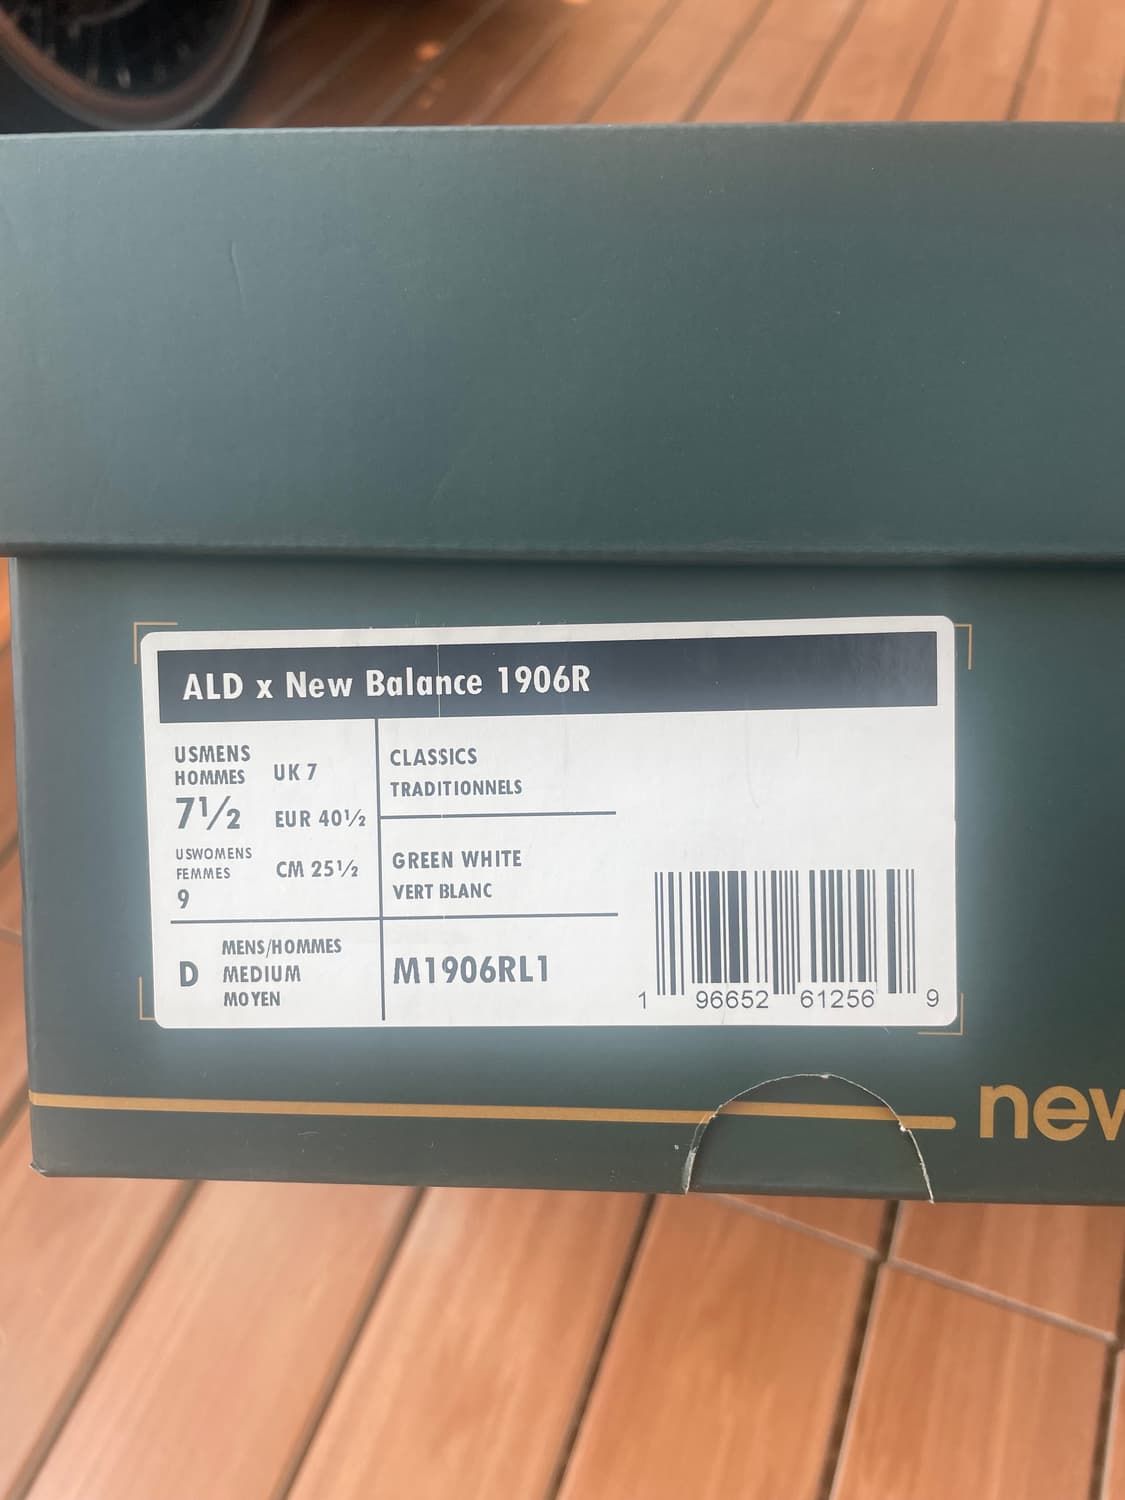 ALD x New Balance 1906R
USMENS
HOMMES
7½
UK 7
EUR 40½
USWOMENS
FEMMES
9
CM 25½
CLASSICS
TRADITIONNELS
GREEN WHITE
VERT BLANC
D
MENS/HOMMES
MEDIUM
MOYEN
M1906RL1
1 96652 61256 9
new